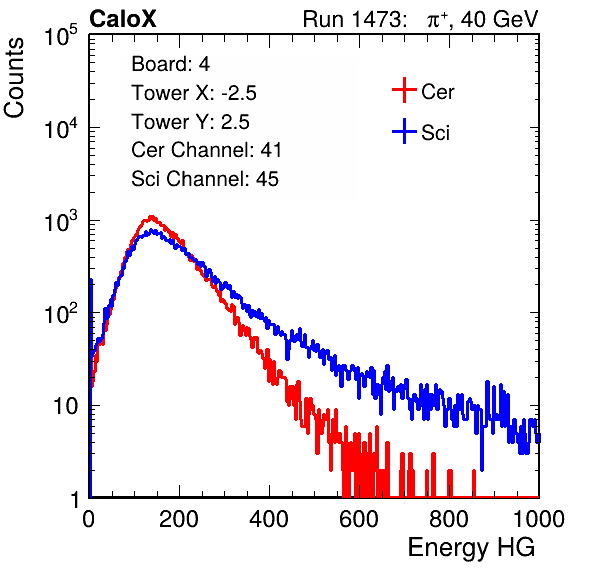 CaloX Run 1473: π⁺, 40 GeV
Counts
Board: 4
Tower X: -2.5
Tower Y: 2.5
Cer Channel: 41
Sci Channel: 45
Cer
Sci
10⁵
10⁴
10³
10²
10
1
0 200 400 600 800 1000
Energy HG